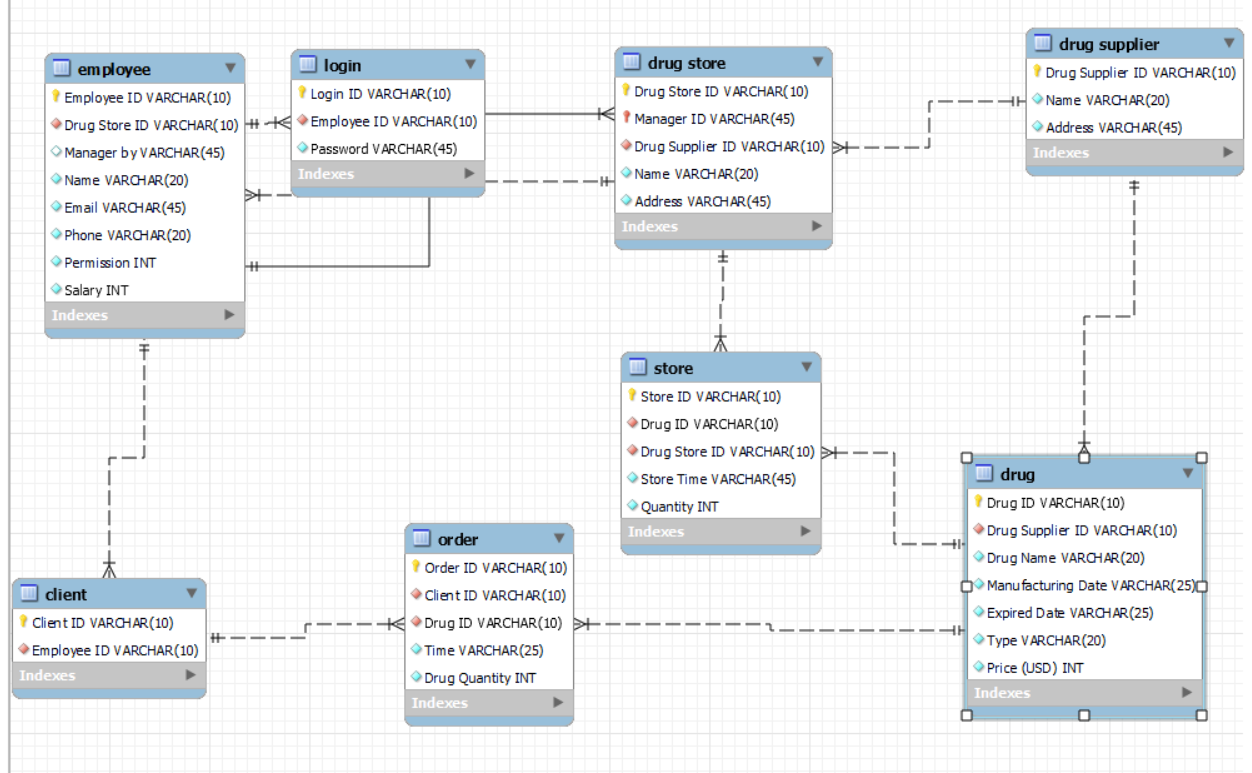 employee
Employee ID VARCHAR(10)
Drug Store ID VARCHAR(10)
Manager by VARCHAR(45)
Name VARCHAR(20)
Email VARCHAR(45)
Phone VARCHAR(20)
Permission INT
Salary INT
Indexes
login
Login ID VARCHAR(10)
Employee ID VARCHAR(10)
Password VARCHAR(45)
Indexes
drug store
Drug Store ID VARCHAR(10)
Manager ID VARCHAR(45)
Drug Supplier ID VARCHAR(10)
Name VARCHAR(20)
Address VARCHAR(45)
Indexes
drug supplier
Drug Supplier ID VARCHAR(10)
Name VARCHAR(20)
Address VARCHAR(45)
Indexes
store
Store ID VARCHAR(10)
Drug ID VARCHAR(10)
Drug Store ID VARCHAR(10)
Store Time VARCHAR(45)
Quantity INT
Indexes
drug
Drug ID VARCHAR(10)
Drug Supplier ID VARCHAR(10)
Drug Name VARCHAR(20)
Manufacturing Date VARCHAR(25)
Expired Date VARCHAR(25)
Type VARCHAR(20)
Price (USD) INT
Indexes
order
Order ID VARCHAR(10)
Client ID VARCHAR(10)
Drug ID VARCHAR(10)
Time VARCHAR(25)
Drug Quantity INT
Indexes
client
Client ID VARCHAR(10)
Employee ID VARCHAR(10)
Indexes